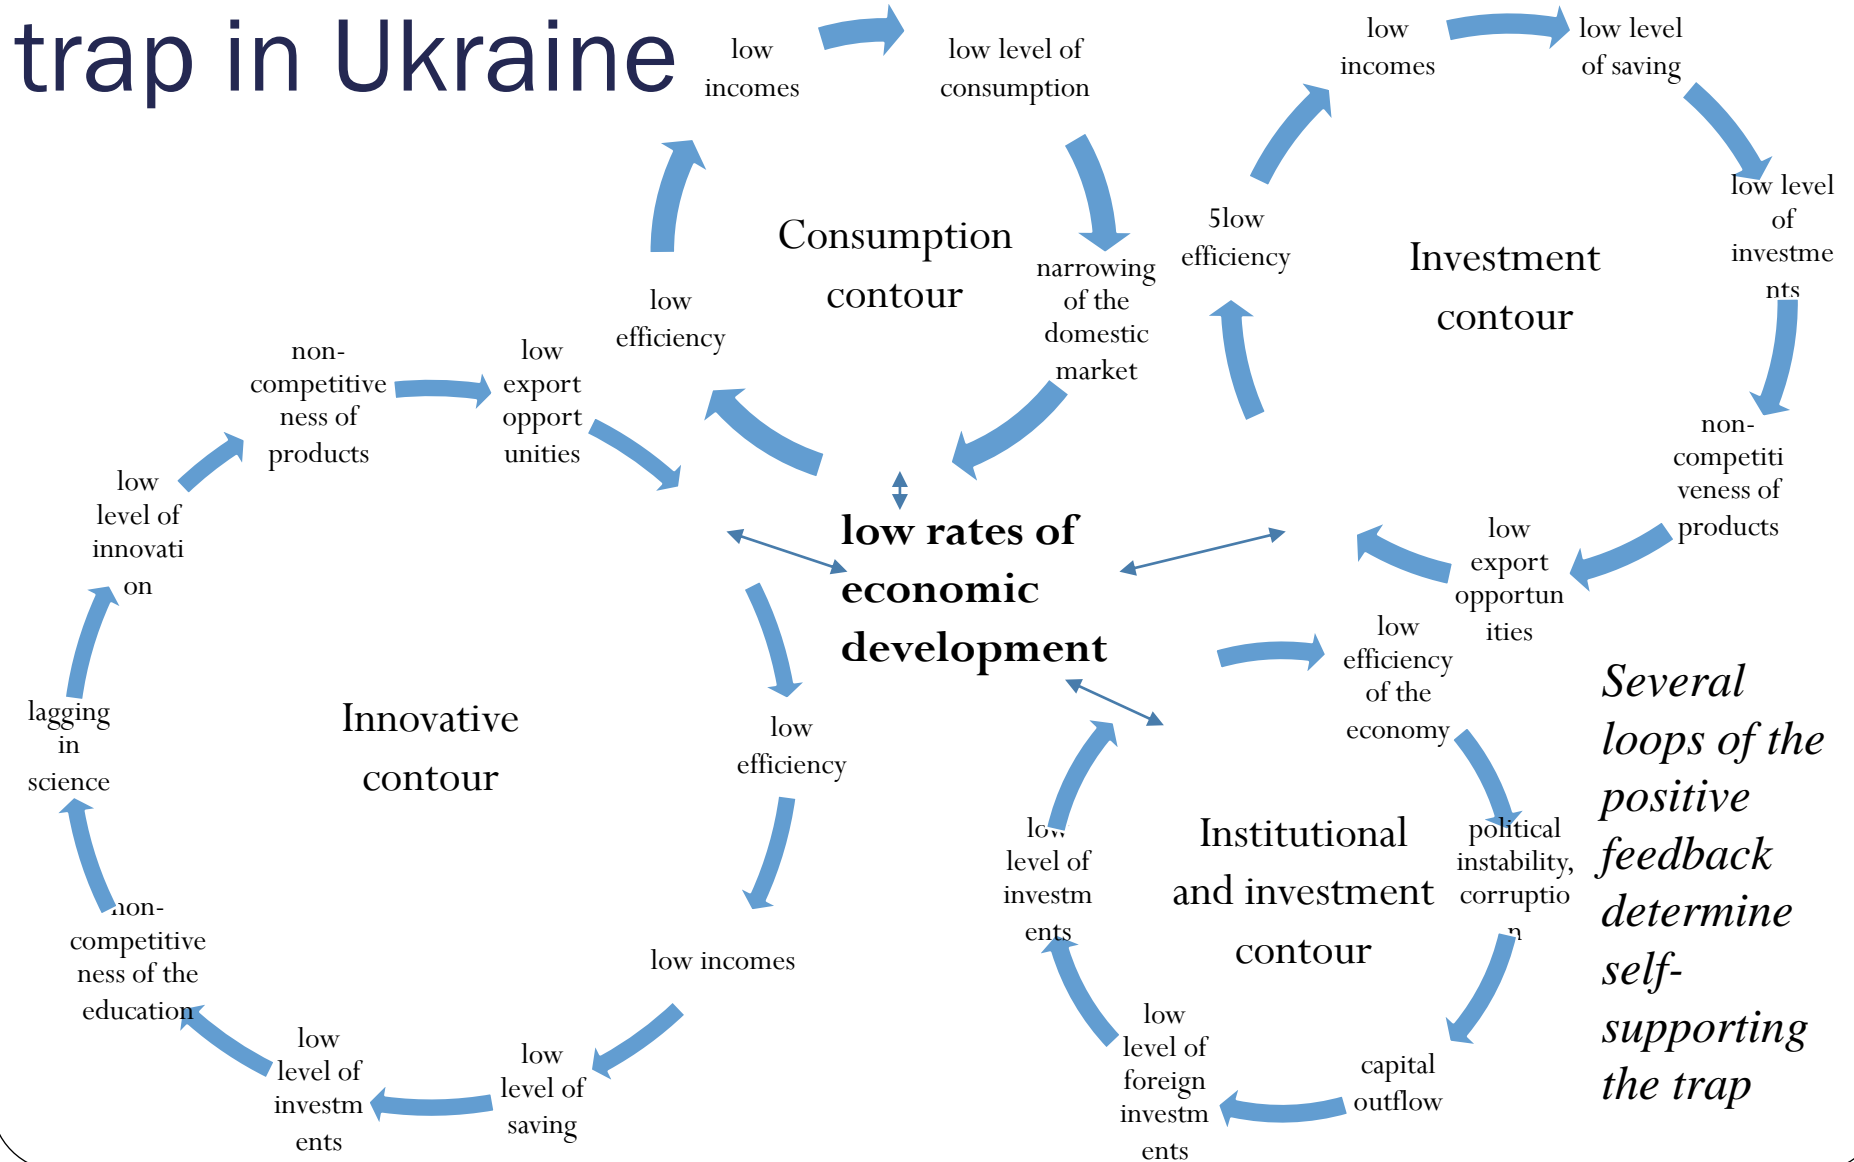 trap in Ukraine
low
incomes
low level of
consumption
narrowing
of the
domestic
market
low
efficiency
Consumption
contour
low
incomes
low level
of saving
low level
of
investme
nts
non-
competiti
veness of
products
low
export
opportun
ities
5low
efficiency
Investment
contour
non-
competitive
ness of
products
low
export
opport
unities
low
level of
innovati
on
lagging
in
science
non-
competitive
ness of the
education
low
level of
investm
ents
low
level of
saving
low incomes
low
efficiency
Innovative
contour
low rates of
economic
development
low
efficiency
of the
economy
political
instability,
corruptio
n
capital
outflow
low
level of
foreign
investm
ents
low
level of
investm
ents
Institutional
and investment
contour
Several
loops of the
positive
feedback
determine
self-
supporting
the trap